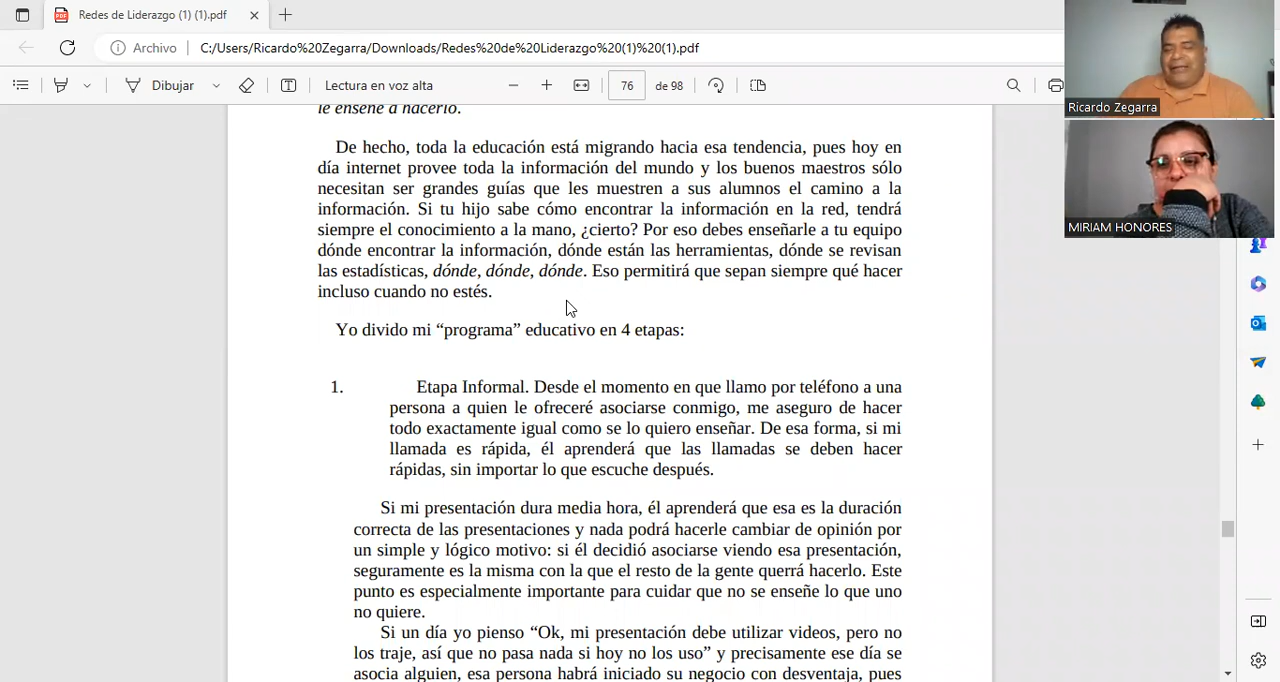 Redes de Liderazgo (1) (1).pdf
Archivo
C:/Users/Ricardo%20Zegarra/Downloads/Redes%20de%20Liderazgo%20(1)%20(1).pdf
Dibujar
Lectura en voz alta
76
de 98
Ricardo Zegarra
MIRIAM HONORES
le enseñe a hacerlo.
De hecho, toda la educación está migrando hacia esa tendencia, pues hoy en
día internet provee toda la información del mundo y los buenos maestros sólo
necesitan ser grandes guías que les muestren a sus alumnos el camino a la
información. Si tu hijo sabe cómo encontrar la información en la red, tendrá
siempre el conocimiento a la mano, ¿cierto? Por eso debes enseñarle a tu equipo
dónde encontrar la información, dónde están las herramientas, dónde se revisan
las estadísticas, dónde, dónde, dónde. Eso permitirá que sepan siempre qué hacer
incluso cuando no estés.
Yo divido mi “programa” educativo en 4 etapas:
1. Etapa Informal. Desde el momento en que llamo por teléfono a una
persona a quien le ofreceré asociarse conmigo, me aseguro de hacer
todo exactamente igual como se lo quiero enseñar. De esa forma, si mi
llamada es rápida, él aprenderá que las llamadas se deben hacer
rápidas, sin importar lo que escuche después.
Si mi presentación dura media hora, él aprenderá que esa es la duración
correcta de las presentaciones y nada podrá hacerle cambiar de opinión por
un simple y lógico motivo: si él decidió asociarse viendo esa presentación,
seguramente es la misma con la que el resto de la gente querrá hacerlo. Este
punto es especialmente importante para cuidar que no se enseñe lo que uno
no quiere.
Si un día yo pienso “Ok, mi presentación debe utilizar videos, pero no
los traje, así que no pasa nada si hoy no los uso” y precisamente ese día se
asocia alguien, esa persona habrá iniciado su negocio con desventaja, pues